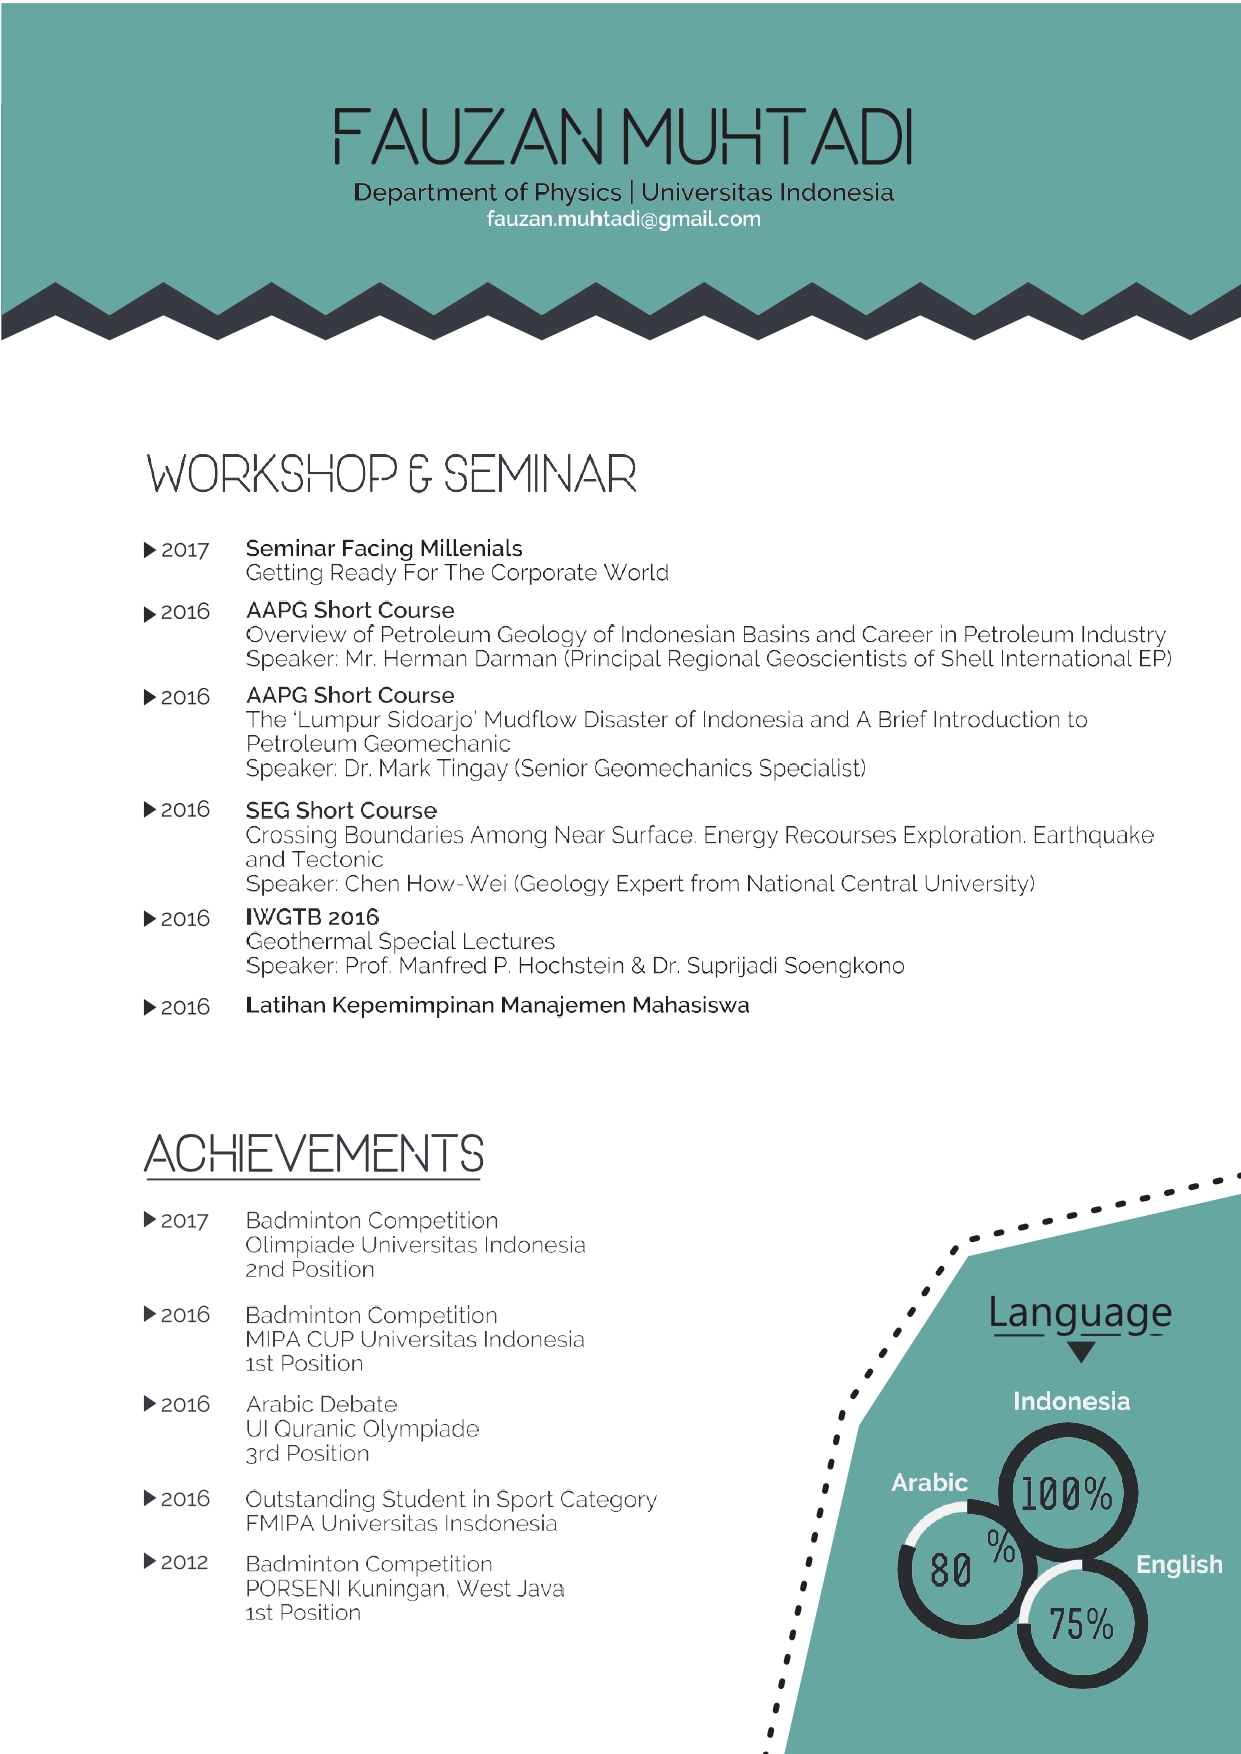 FAUZAN MUHTADI
Department of Physics | Universitas Indonesia
fauzan.muhtadi@gmail.com
WORKSHOP & SEMINAR
2017 Seminar Facing Millenials
Getting Ready For The Corporate World
2016 AAPG Short Course
Overview of Petroleum Geology of Indonesian Basins and Career in Petroleum Industry
Speaker: Mr. Herman Darman (Principal Regional Geoscientists of Shell International EP)
2016 AAPG Short Course
The ‘Lumpur Sidoarjo’ Mudflow Disaster of Indonesia and A Brief Introduction to
Petroleum Geomechanic
Speaker: Dr. Mark Tingay (Senior Geomechanics Specialist)
2016 SEG Short Course
Crossing Boundaries Among Near Surface, Energy Recourses Exploration, Earthquake
and Tectonic
Speaker: Chen How-Wei (Geology Expert from National Central University)
2016 IWGTB 2016
Geothermal Special Lectures
Speaker: Prof. Manfred P. Hochstein & Dr. Suprijadi Soengkono
2016 Latihan Kepemimpinan Manajemen Mahasiswa
ACHIEVEMENTS
2017 Badminton Competition
Olimpiade Universitas Indonesia
2nd Position
2016 Badminton Competition
MIPA CUP Universitas Indonesia
1st Position
2016 Arabic Debate
UI Quranic Olympiade
3rd Position
2016 Outstanding Student in Sport Category
FMIPA Universitas Insdonesia
2012 Badminton Competition
PORSENI Kuningan, West Java
1st Position
Language
Indonesia
100%
Arabic
80 %
English
75%